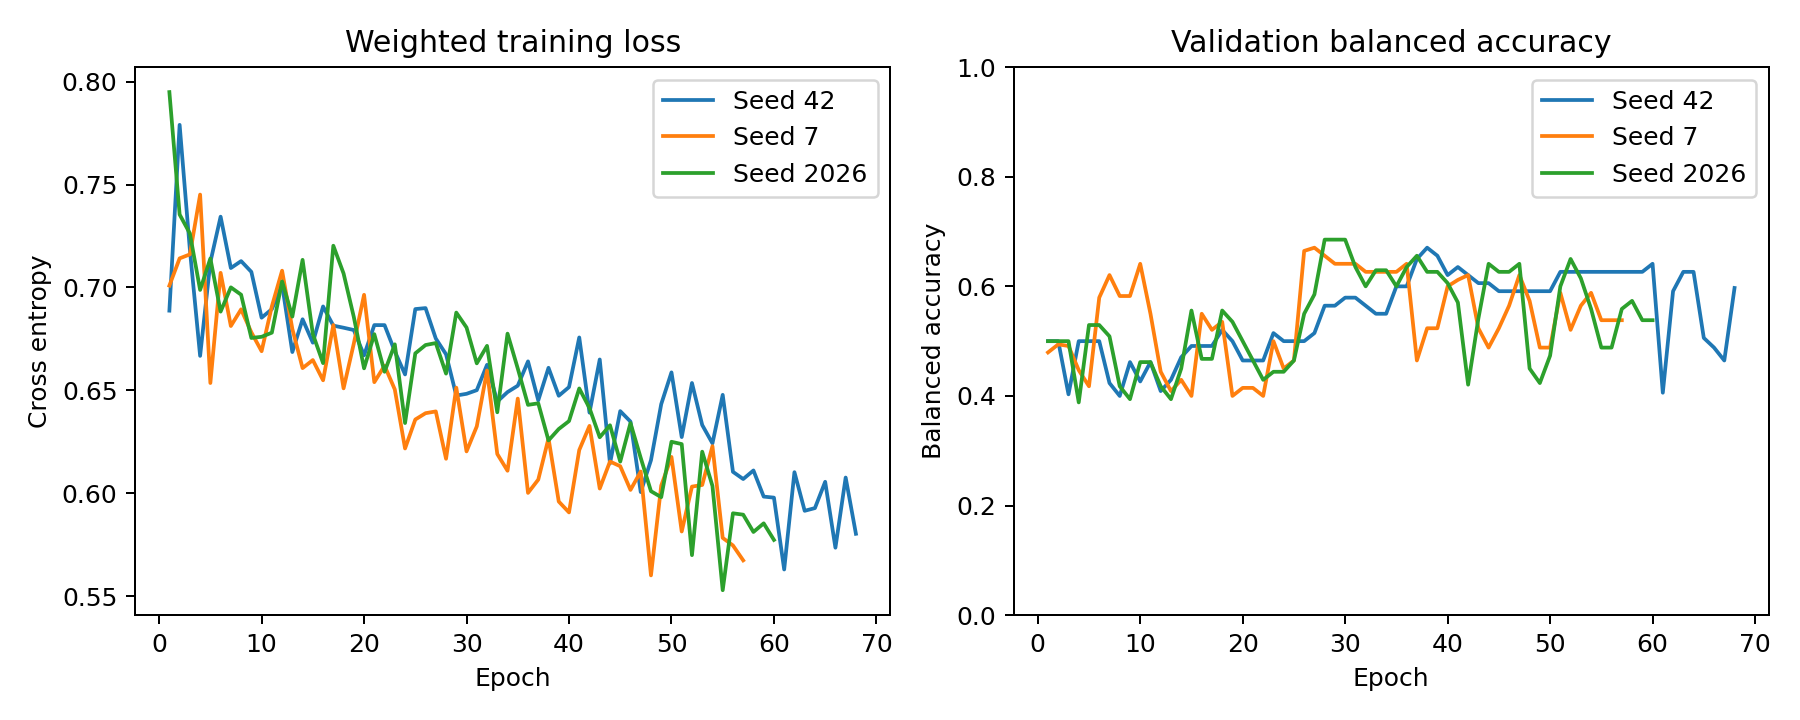 Weighted training loss
Cross entropy
0.80
0.75
0.70
0.65
0.60
0.55
0
10
20
30
40
50
60
70
Epoch
Seed 42
Seed 7
Seed 2026
Validation balanced accuracy
Balanced accuracy
1.0
0.8
0.6
0.4
0.2
0.0
0
10
20
30
40
50
60
70
Epoch
Seed 42
Seed 7
Seed 2026